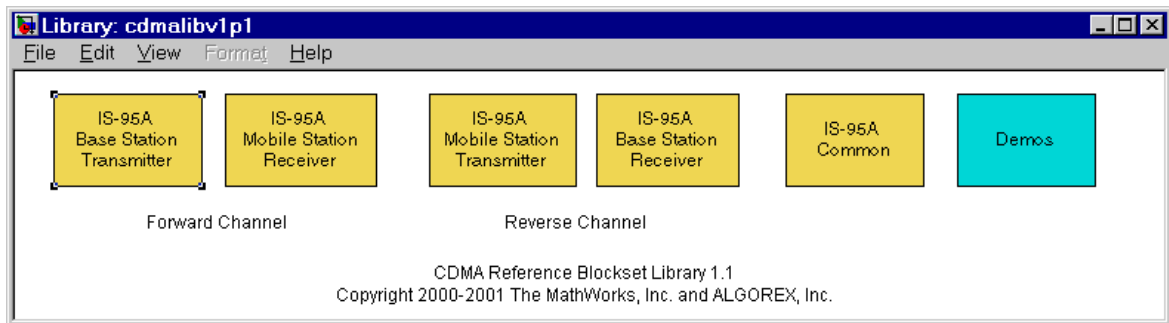 Library: cdmalibv1p1
File Edit View Format Help
IS-95A
Base Station
Transmitter
IS-95A
Mobile Station
Receiver
IS-95A
Mobile Station
Transmitter
IS-95A
Base Station
Receiver
IS-95A
Common
Demos
Forward Channel
Reverse Channel
CDMA Reference Blockset Library 1.1
Copyright 2000-2001 The MathWorks, Inc. and ALGOREX, Inc.